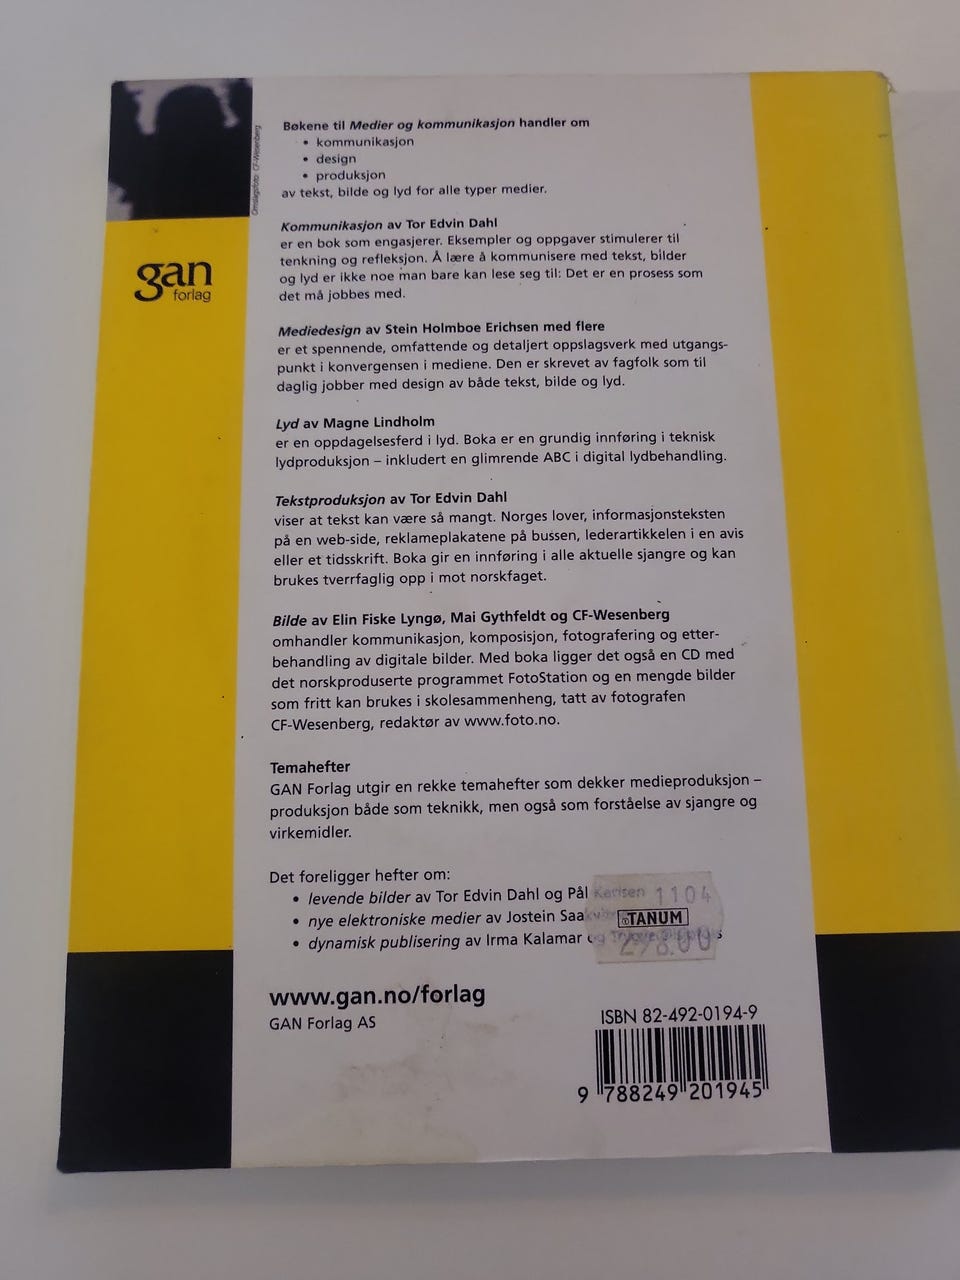 Omslagsfoto: CF-Wesenberg
gan
forlag
Bøkene til Medier og kommunikasjon handler om
• kommunikasjon
• design
• produksjon
av tekst, bilde og lyd for alle typer medier.
Kommunikasjon av Tor Edvin Dahl
er en bok som engasjerer. Eksempler og oppgaver stimulerer til
tenkning og refleksjon. Å lære å kommunisere med tekst, bilder
og lyd er ikke noe man bare kan lese seg til: Det er en prosess som
det må jobbes med.
Mediedesign av Stein Holmboe Erichsen med flere
er et spennende, omfattende og detaljert oppslagsverk med utgangs-
punkt i konvergensen i mediene. Den er skrevet av fagfolk som til
daglig jobber med design av både tekst, bilde og lyd.
Lyd av Magne Lindholm
er en oppdagelsesferd i lyd. Boka er en grundig innføring i teknisk
lydproduksjon – inkludert en glimrende ABC i digital lydbehandling.
Tekstproduksjon av Tor Edvin Dahl
viser at tekst kan være så mangt. Norges lover, informasjonsteksten
på en web-side, reklameplakatene på bussen, lederartikkelen i en avis
eller et tidsskrift. Boka gir en innføring i alle aktuelle sjangre og kan
brukes tverrfaglig opp i mot norskfaget.
Bilde av Elin Fiske Lyngø, Mai Gythfeldt og CF-Wesenberg
omhandler kommunikasjon, komposisjon, fotografering og etter-
behandling av digitale bilder. Med boka ligger det også en CD med
det norskproduserte programmet FotoStation og en mengde bilder
som fritt kan brukes i skolesammenheng, tatt av fotografen
CF-Wesenberg, redaktør av www.foto.no.
Temahefter
GAN Forlag utgir en rekke temahefter som dekker medieproduksjon –
produksjon både som teknikk, men også som forståelse av sjangre og
virkemidler.
Det foreligger hefter om:
• levende bilder av Tor Edvin Dahl og Pål Karlsen
• nye elektroniske medier av Jostein
• dynamisk publisering av Irma Kalamar og
1104
TANUM
298.00
www.gan.no/forlag
GAN Forlag AS
ISBN 82-492-0194-9
9 788249 201945